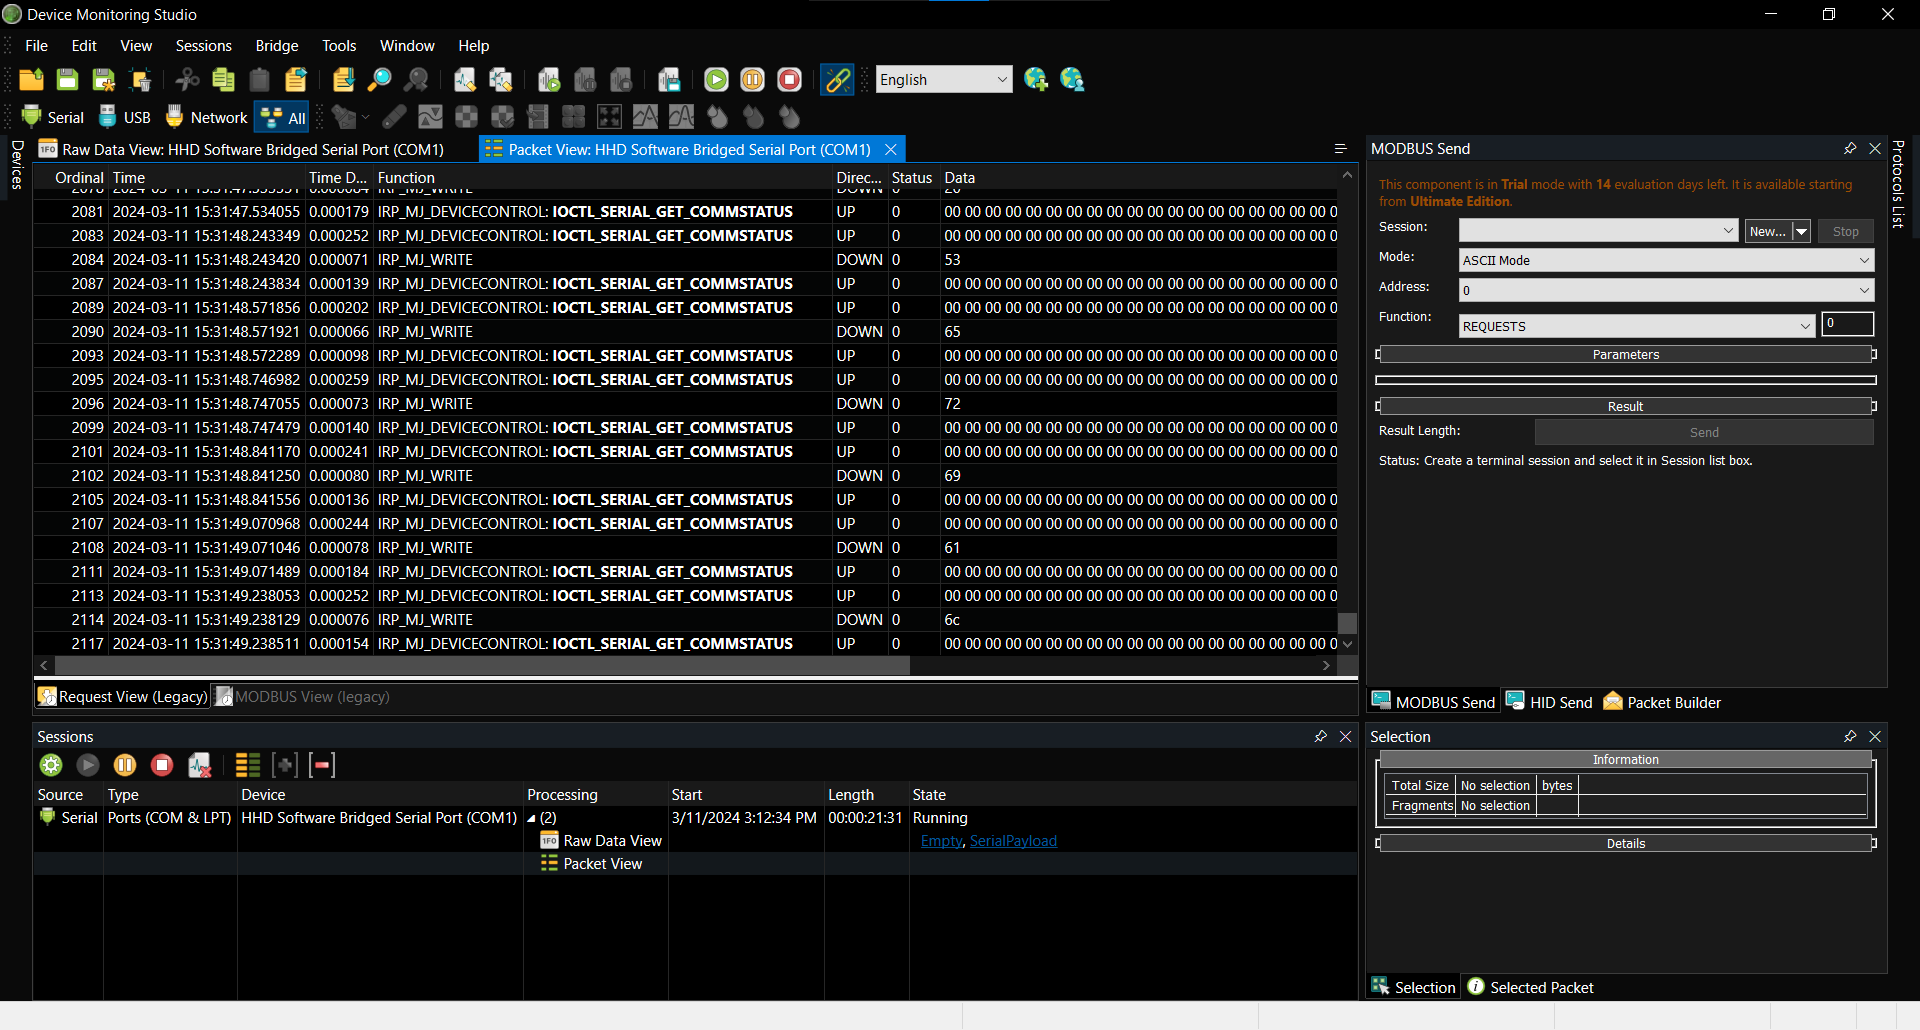 Device Monitoring Studio
File Edit View Sessions Bridge Tools Window Help
English
Serial USB Network All
Devices
Raw Data View: HHD Software Bridged Serial Port (COM1) Packet View: HHD Software Bridged Serial Port (COM1)
Ordinal Time Time D... Function Direc... Status Data
2081 2024-03-11 15:31:47.534055 0.000179 IRP_MJ_DEVICECONTROL: IOCTL_SERIAL_GET_COMMSTATUS UP 0 00 00 00 00 00 00 00 00 00 00 00 00 00 00 00 00 00 00 00 0
2083 2024-03-11 15:31:48.243349 0.000252 IRP_MJ_DEVICECONTROL: IOCTL_SERIAL_GET_COMMSTATUS UP 0 00 00 00 00 00 00 00 00 00 00 00 00 00 00 00 00 00 00 00 0
2084 2024-03-11 15:31:48.243420 0.000071 IRP_MJ_WRITE DOWN 0 53
2087 2024-03-11 15:31:48.243834 0.000139 IRP_MJ_DEVICECONTROL: IOCTL_SERIAL_GET_COMMSTATUS UP 0 00 00 00 00 00 00 00 00 00 00 00 00 00 00 00 00 00 00 00 0
2089 2024-03-11 15:31:48.571856 0.000202 IRP_MJ_DEVICECONTROL: IOCTL_SERIAL_GET_COMMSTATUS UP 0 00 00 00 00 00 00 00 00 00 00 00 00 00 00 00 00 00 00 00 0
2090 2024-03-11 15:31:48.571921 0.000066 IRP_MJ_WRITE DOWN 0 65
2093 2024-03-11 15:31:48.572289 0.000098 IRP_MJ_DEVICECONTROL: IOCTL_SERIAL_GET_COMMSTATUS UP 0 00 00 00 00 00 00 00 00 00 00 00 00 00 00 00 00 00 00 00 0
2095 2024-03-11 15:31:48.746982 0.000259 IRP_MJ_DEVICECONTROL: IOCTL_SERIAL_GET_COMMSTATUS UP 0 00 00 00 00 00 00 00 00 00 00 00 00 00 00 00 00 00 00 00 0
2096 2024-03-11 15:31:48.747055 0.000073 IRP_MJ_WRITE DOWN 0 72
2099 2024-03-11 15:31:48.747479 0.000140 IRP_MJ_DEVICECONTROL: IOCTL_SERIAL_GET_COMMSTATUS UP 0 00 00 00 00 00 00 00 00 00 00 00 00 00 00 00 00 00 00 00 0
2101 2024-03-11 15:31:48.841170 0.000241 IRP_MJ_DEVICECONTROL: IOCTL_SERIAL_GET_COMMSTATUS UP 0 00 00 00 00 00 00 00 00 00 00 00 00 00 00 00 00 00 00 00 0
2102 2024-03-11 15:31:48.841250 0.000080 IRP_MJ_WRITE DOWN 0 69
2105 2024-03-11 15:31:48.841556 0.000136 IRP_MJ_DEVICECONTROL: IOCTL_SERIAL_GET_COMMSTATUS UP 0 00 00 00 00 00 00 00 00 00 00 00 00 00 00 00 00 00 00 00 0
2107 2024-03-11 15:31:49.070968 0.000244 IRP_MJ_DEVICECONTROL: IOCTL_SERIAL_GET_COMMSTATUS UP 0 00 00 00 00 00 00 00 00 00 00 00 00 00 00 00 00 00 00 00 0
2108 2024-03-11 15:31:49.071046 0.000078 IRP_MJ_WRITE DOWN 0 61
2111 2024-03-11 15:31:49.071489 0.000184 IRP_MJ_DEVICECONTROL: IOCTL_SERIAL_GET_COMMSTATUS UP 0 00 00 00 00 00 00 00 00 00 00 00 00 00 00 00 00 00 00 00 0
2113 2024-03-11 15:31:49.238053 0.000252 IRP_MJ_DEVICECONTROL: IOCTL_SERIAL_GET_COMMSTATUS UP 0 00 00 00 00 00 00 00 00 00 00 00 00 00 00 00 00 00 00 00 0
2114 2024-03-11 15:31:49.238129 0.000076 IRP_MJ_WRITE DOWN 0 6c
2117 2024-03-11 15:31:49.238511 0.000154 IRP_MJ_DEVICECONTROL: IOCTL_SERIAL_GET_COMMSTATUS UP 0 00 00 00 00 00 00 00 00 00 00 00 00 00 00 00 00 00 00 00 0
Request View (Legacy) MODBUS View (legacy)
MODBUS Send
Protocols List
This component is in Trial mode with 14 evaluation days left. It is available starting
from Ultimate Edition.
Session: New... Stop
Mode: ASCII Mode
Address: 0
Function: REQUESTS 0
Parameters
Result
Result Length: Send
Status: Create a terminal session and select it in Session list box.
MODBUS Send HID Send Packet Builder
Sessions
Source Type Device Processing Start Length State
Serial Ports (COM & LPT) HHD Software Bridged Serial Port (COM1) (2) 3/11/2024 3:12:34 PM 00:00:21:31 Running
Raw Data View Empty, SerialPayload
Packet View
Selection
Information
Total Size No selection bytes
Fragments No selection
Details
Selection Selected Packet